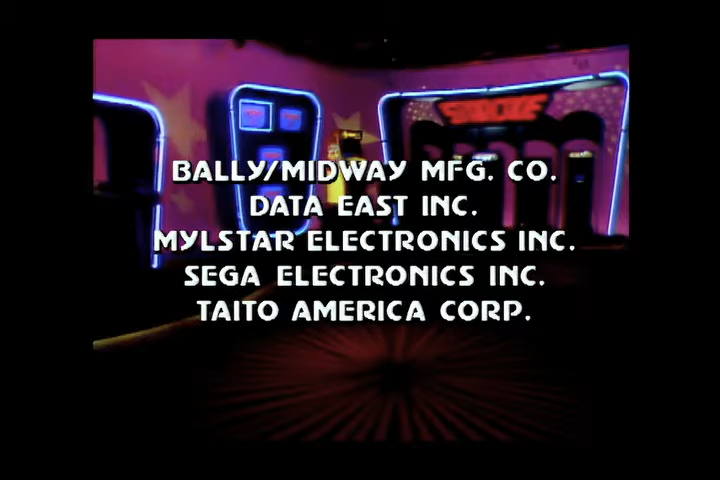 BALLY/MIDWAY MFG. CO.
DATA EAST INC.
MYLSTAR ELECTRONICS INC.
SEGA ELECTRONICS INC.
TAITO AMERICA CORP.